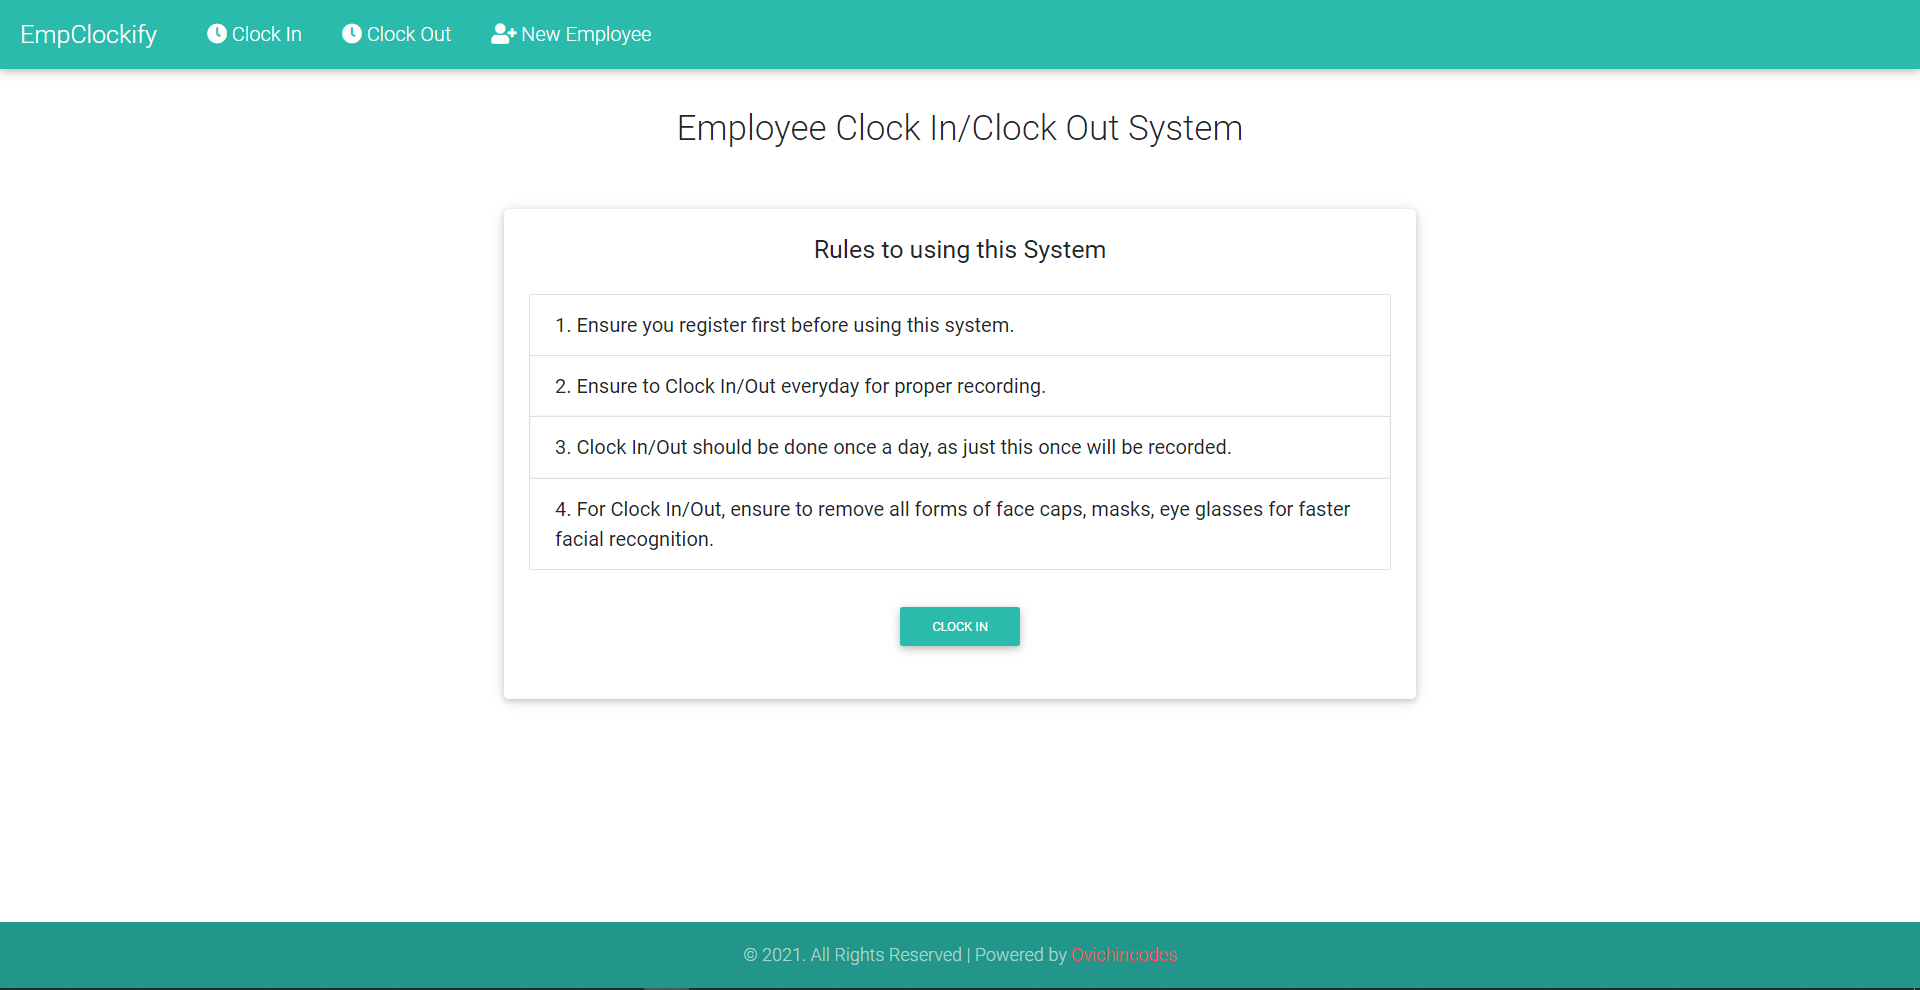 EmpClockify Clock In Clock Out New Employee
Employee Clock In/Clock Out System
Rules to using this System
1. Ensure you register first before using this system.
2. Ensure to Clock In/Out everyday for proper recording.
3. Clock In/Out should be done once a day, as just this once will be recorded.
4. For Clock In/Out, ensure to remove all forms of face caps, masks, eye glasses for faster
facial recognition.
CLOCK IN
© 2021. All Rights Reserved | Powered by Ovichincodes